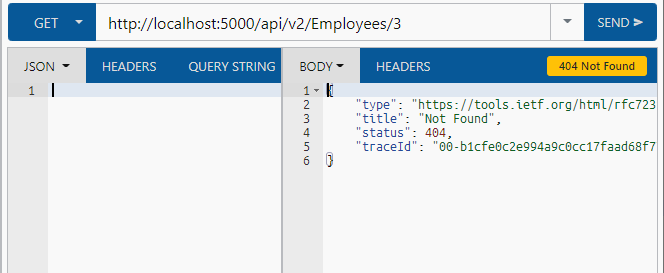 GET http://localhost:5000/api/v2/Employees/3 SEND
JSON HEADERS QUERY STRING BODY HEADERS 404 Not Found
1
1 {
2 "type": "https://tools.ietf.org/html/rfc723
3 "title": "Not Found",
4 "status": 404,
5 "traceId": "00-b1cfe0c2e994a9c0cc17faad68f7
6 }